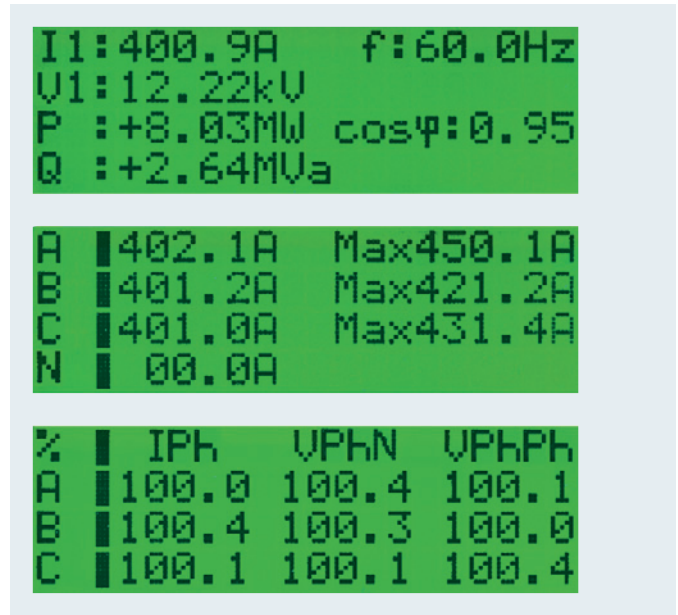 I1:400.9A f:60.0Hz
V1:12.22kV
P :+8.03MW cosφ:0.95
Q :+2.64MVa
A 402.1A Max450.1A
B 401.2A Max421.2A
C 401.0A Max431.4A
N 00.0A
% IPh VPhN VPhPh
A 100.0 100.4 100.1
B 100.4 100.3 100.0
C 100.1 100.1 100.4